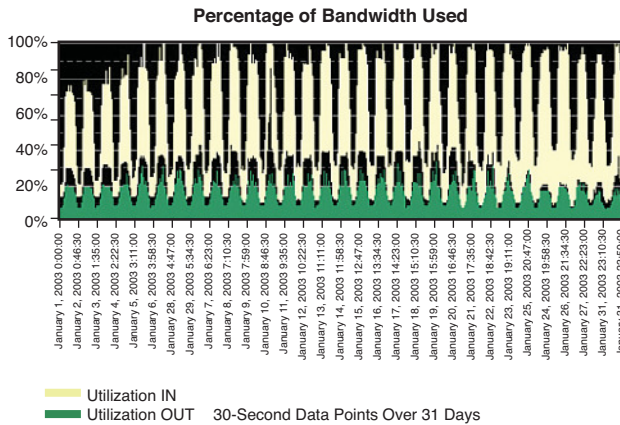 Percentage of Bandwidth Used
100%
80%
60%
40%
20%
0%
January 1, 2003 0:00:00
January 2, 2003 0:46:30
January 3, 2003 1:35:00
January 4, 2003 2:22:30
January 5, 2003 3:11:00
January 6, 2003 3:58:30
January 28, 2003 4:47:00
January 29, 2003 5:34:30
January 7, 2003 6:23:00
January 8, 2003 7:10:30
January 9, 2003 7:59:00
January 10, 2003 8:46:30
January 11, 2003 9:35:00
January 12, 2003 10:22:30
January 13, 2003 11:11:00
January 14, 2003 11:58:30
January 15, 2003 12:47:00
January 16, 2003 13:34:30
January 17, 2003 14:23:00
January 18, 2003 15:10:30
January 19, 2003 15:59:00
January 20, 2003 16:46:30
January 21, 2003 17:35:00
January 22, 2003 18:42:30
January 23, 2003 19:11:00
January 25, 2003 20:47:00
January 24, 2003 19:58:30
January 26, 2003 21:34:30
January 27, 2003 22:23:00
January 31, 2003 23:10:30
Utilization IN
Utilization OUT 30-Second Data Points Over 31 Days